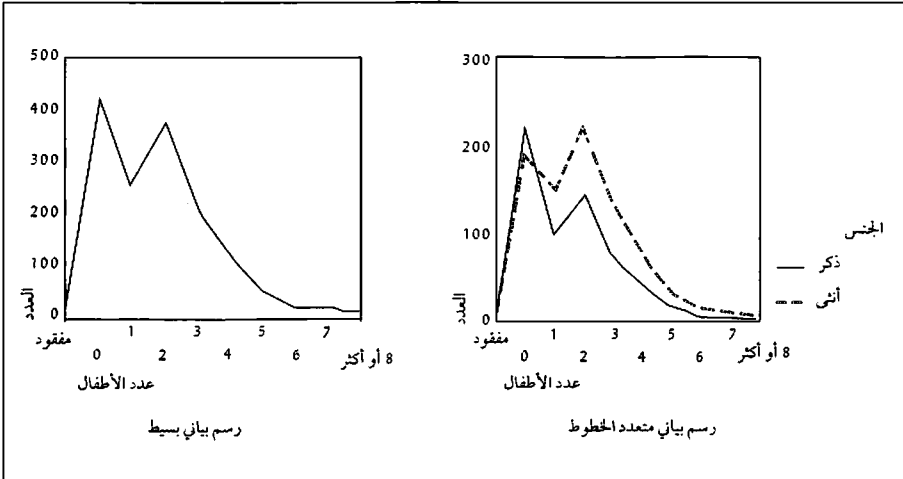 500
400
300
200
100
0
العدد
مفقود
1
3
5
7
0
2
4
6
8 أو أكثر
عدد الأطفال
رسم بياني بسيط
300
200
100
0
العدد
مفقود
1
3
5
7
0
2
4
6
8 أو أكثر
عدد الأطفال
الجنس
ذكر
أنثى
رسم بياني متعدد الخطوط